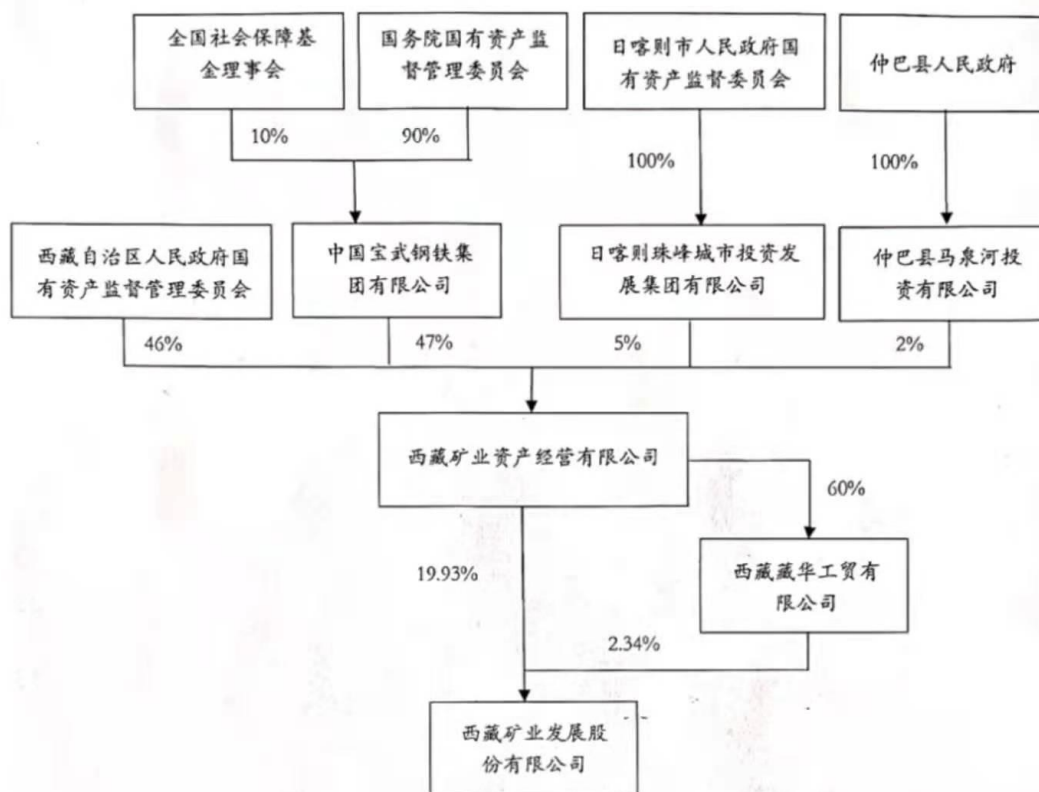 全国社会保障基
金理事会
国务院国有资产监
督管理委员会
日喀则市人民政府国
有资产监督委员会
仲巴县人民政府
10%
90%
100%
100%
西藏自治区人民政府国
有资产监督管理委员会
中国宝武钢铁集
团有限公司
日喀则珠峰城市投资发
展集团有限公司
仲巴县马泉河投
资有限公司
46%
47%
5%
2%
西藏矿业资产经营有限公司
60%
19.93%
西藏藏华工贸有
限公司
2.34%
西藏矿业发展股
份有限公司